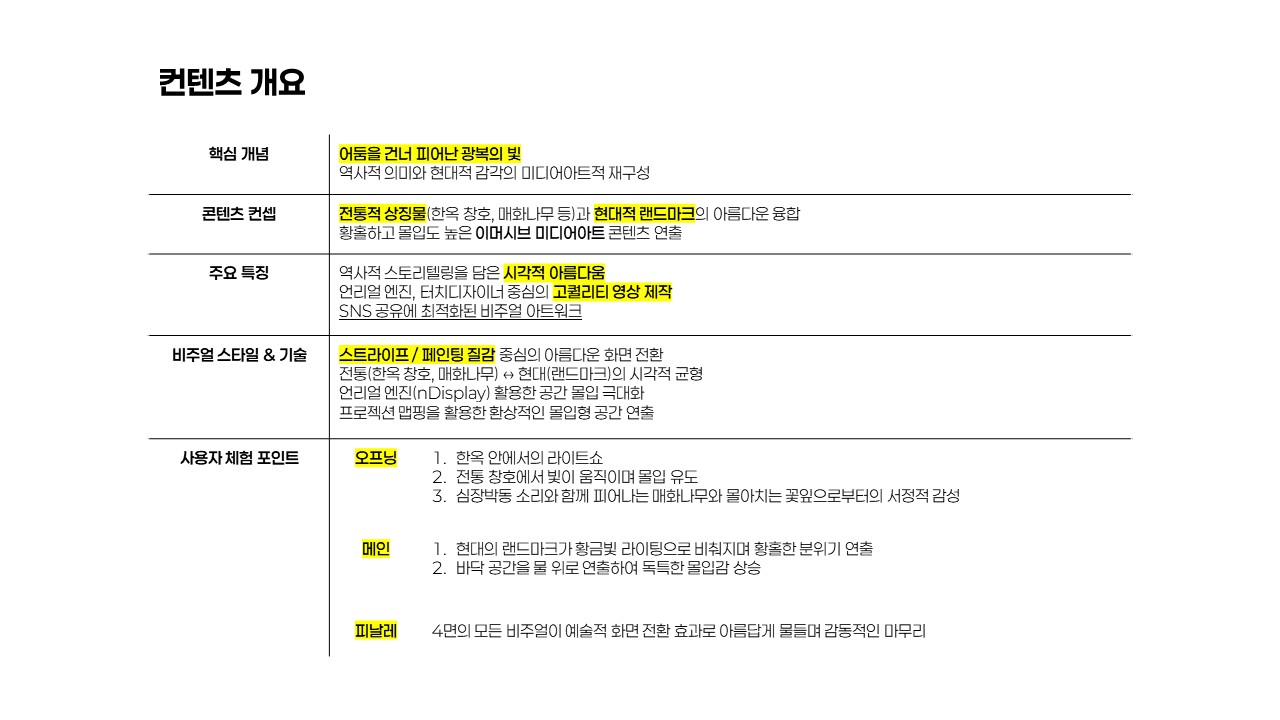 컨텐츠 개요
핵심 개념
어둠을 건너 피어난 광복의 빛
역사적 의미와 현대적 감각의 미디어아트적 재구성
콘텐츠 컨셉
전통적 상징물(한옥 창호, 매화나무 등)과 현대적 랜드마크의 아름다운 융합
황홀하고 몰입도 높은 이머시브 미디어아트 콘텐츠 연출
주요 특징
역사적 스토리텔링을 담은 시각적 아름다움
언리얼 엔진, 터치디자이너 중심의 고퀄리티 영상 제작
SNS 공유에 최적화된 비주얼 아트워크
비주얼 스타일 & 기술
스트라이프 / 페인팅 질감 중심의 아름다운 화면 전환
전통(한옥 창호, 매화나무) ↔ 현대(랜드마크)의 시각적 균형
언리얼 엔진(nDisplay) 활용한 공간 몰입 극대화
프로젝션 맵핑을 활용한 환상적인 몰입형 공간 연출
사용자 체험 포인트
오프닝
1. 한옥 안에서의 라이트쇼
2. 전통 창호에서 빛이 움직이며 몰입 유도
3. 심장박동 소리와 함께 피어나는 매화나무와 몰아치는 꽃잎으로부터의 서정적 감성
메인
1. 현대의 랜드마크가 황금빛 라이팅으로 비춰지며 황홀한 분위기 연출
2. 바닥 공간을 물 위로 연출하여 독특한 몰입감 상승
피날레
4면의 모든 비주얼이 예술적 화면 전환 효과로 아름답게 물들며 감동적인 마무리